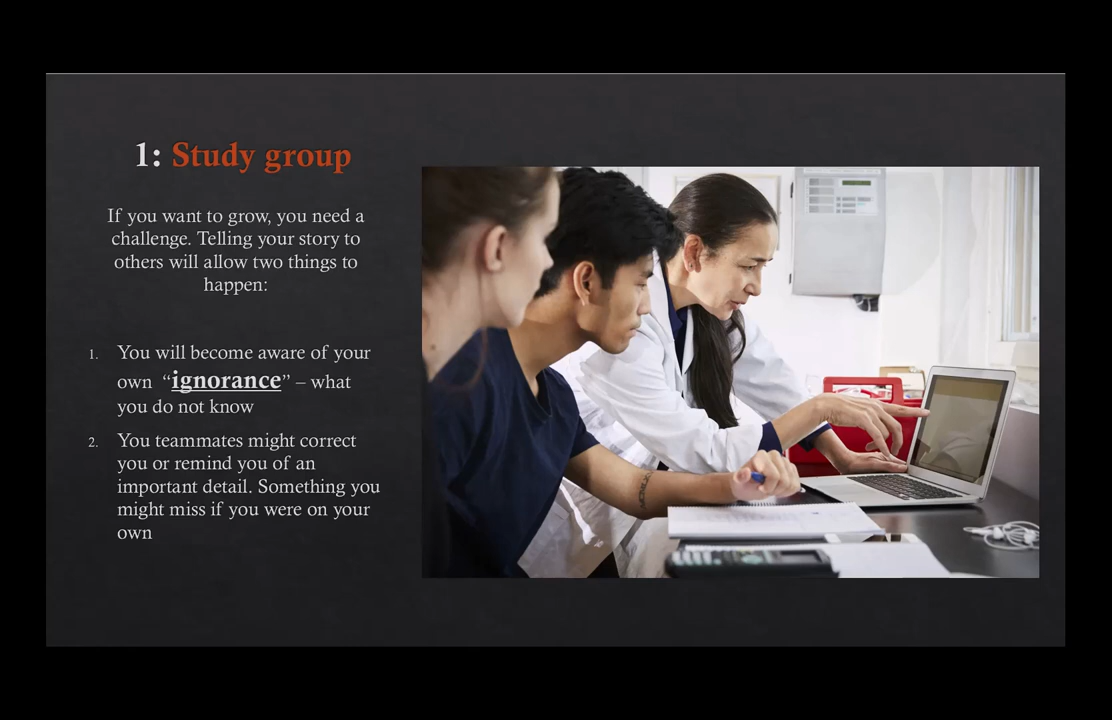 1: Study group
If you want to grow, you need a
challenge. Telling your story to
others will allow two things to
happen:
1. You will become aware of your
own “ignorance” – what
you do not know
2. You teammates might correct
you or remind you of an
important detail. Something you
might miss if you were on your
own